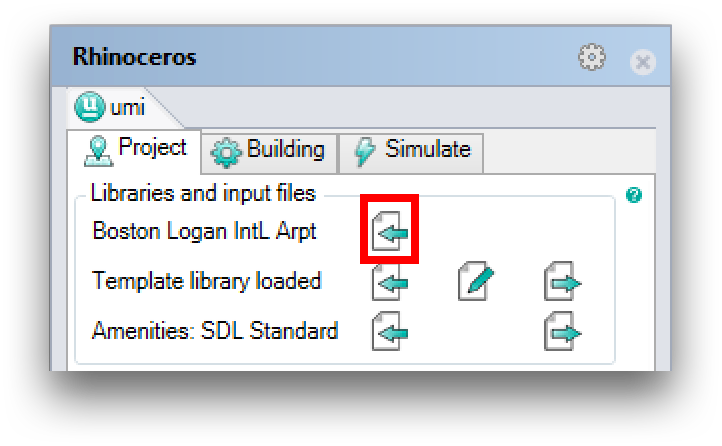 Rhinoceros
umi
Project Building Simulate
Libraries and input files ?
Boston Logan IntL Arpt
Template library loaded
Amenities: SDL Standard